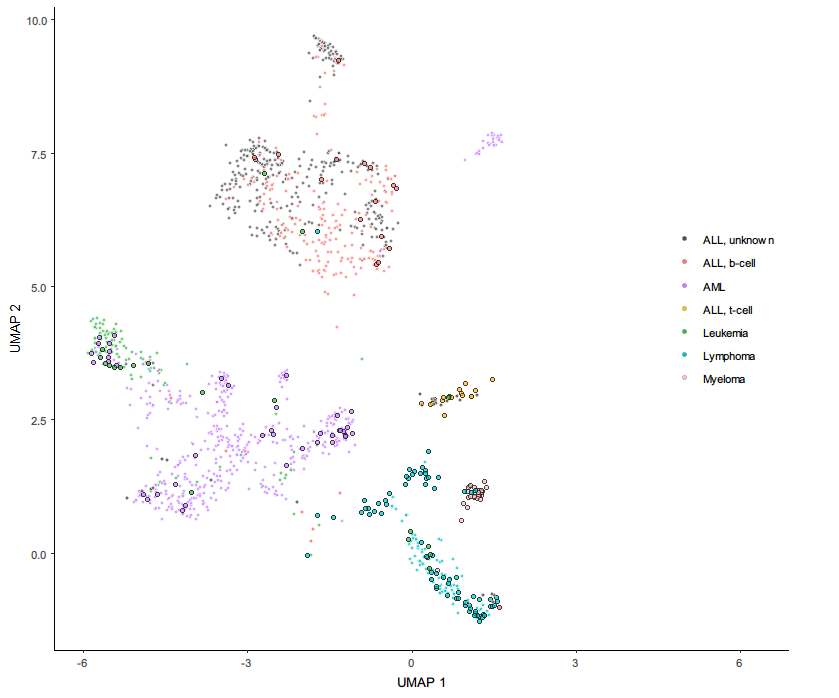 10.0
7.5
5.0
2.5
0.0
UMAP 2
-6
-3
0
3
6
UMAP 1
ALL, unknown
ALL, b-cell
AML
ALL, t-cell
Leukemia
Lymphoma
Myeloma